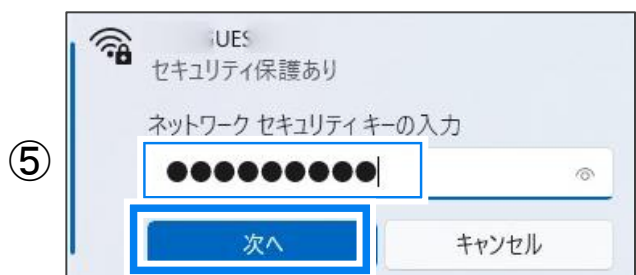 セキュリティ保護あり
ネットワーク セキュリティ キーの入力
⑤
●●●●●●●●●
次へ
キャンセル